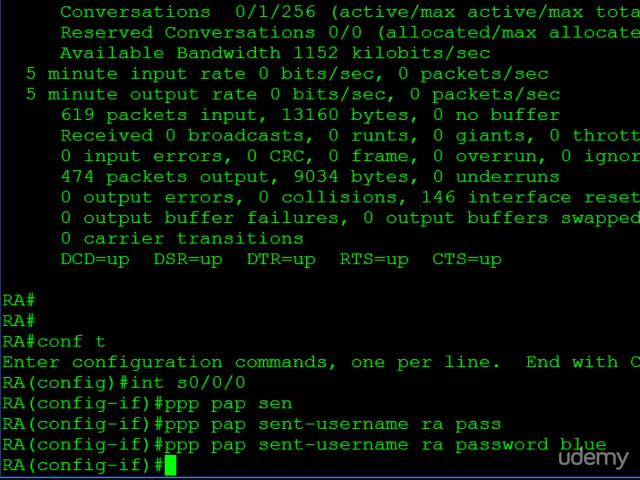 Conversations 0/1/256 (active/max active/max tota
Reserved Conversations 0/0 (allocated/max allocate
Available Bandwidth 1152 kilobits/sec
5 minute input rate 0 bits/sec, 0 packets/sec
5 minute output rate 0 bits/sec, 0 packets/sec
619 packets input, 13160 bytes, 0 no buffer
Received 0 broadcasts, 0 runts, 0 giants, 0 thrott
0 input errors, 0 CRC, 0 frame, 0 overrun, 0 ignor
474 packets output, 9034 bytes, 0 underruns
0 output errors, 0 collisions, 146 interface reset
0 output buffer failures, 0 output buffers swapped
0 carrier transitions
DCD=up DSR=up DTR=up RTS=up CTS=up
RA#
RA#
RA#conf t
Enter configuration commands, one per line. End with C
RA(config)#int s0/0/0
RA(config-if)#ppp pap sen
RA(config-if)#ppp pap sent-username ra pass
RA(config-if)#ppp pap sent-username ra password blue
RA(config-if)#
udemy